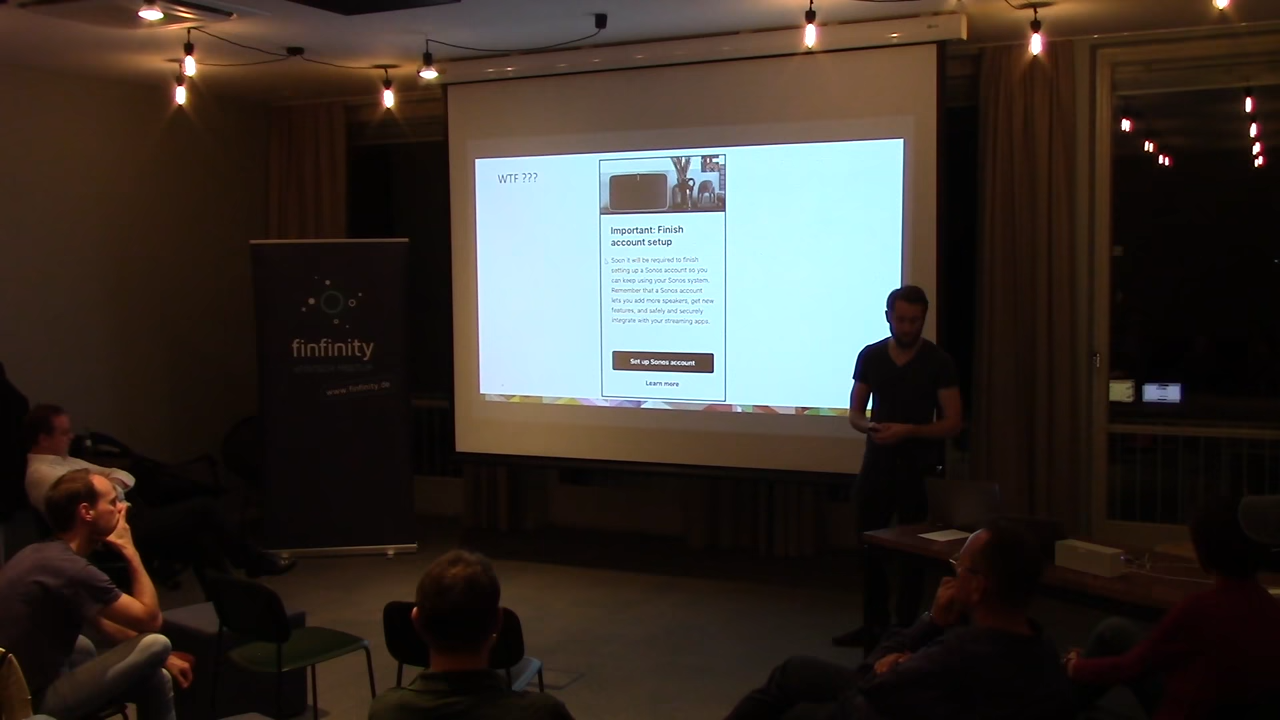 WTF ???
Important: Finish
account setup
Soon it will be required to finish
setting up a Sonos account so you
can keep using your Sonos system.
Remember that a Sonos account
lets you add more speakers, get new
features, and safely and securely
integrate with your streaming apps.
Set up Sonos account
Learn more
finfinity
www.finfinity.de